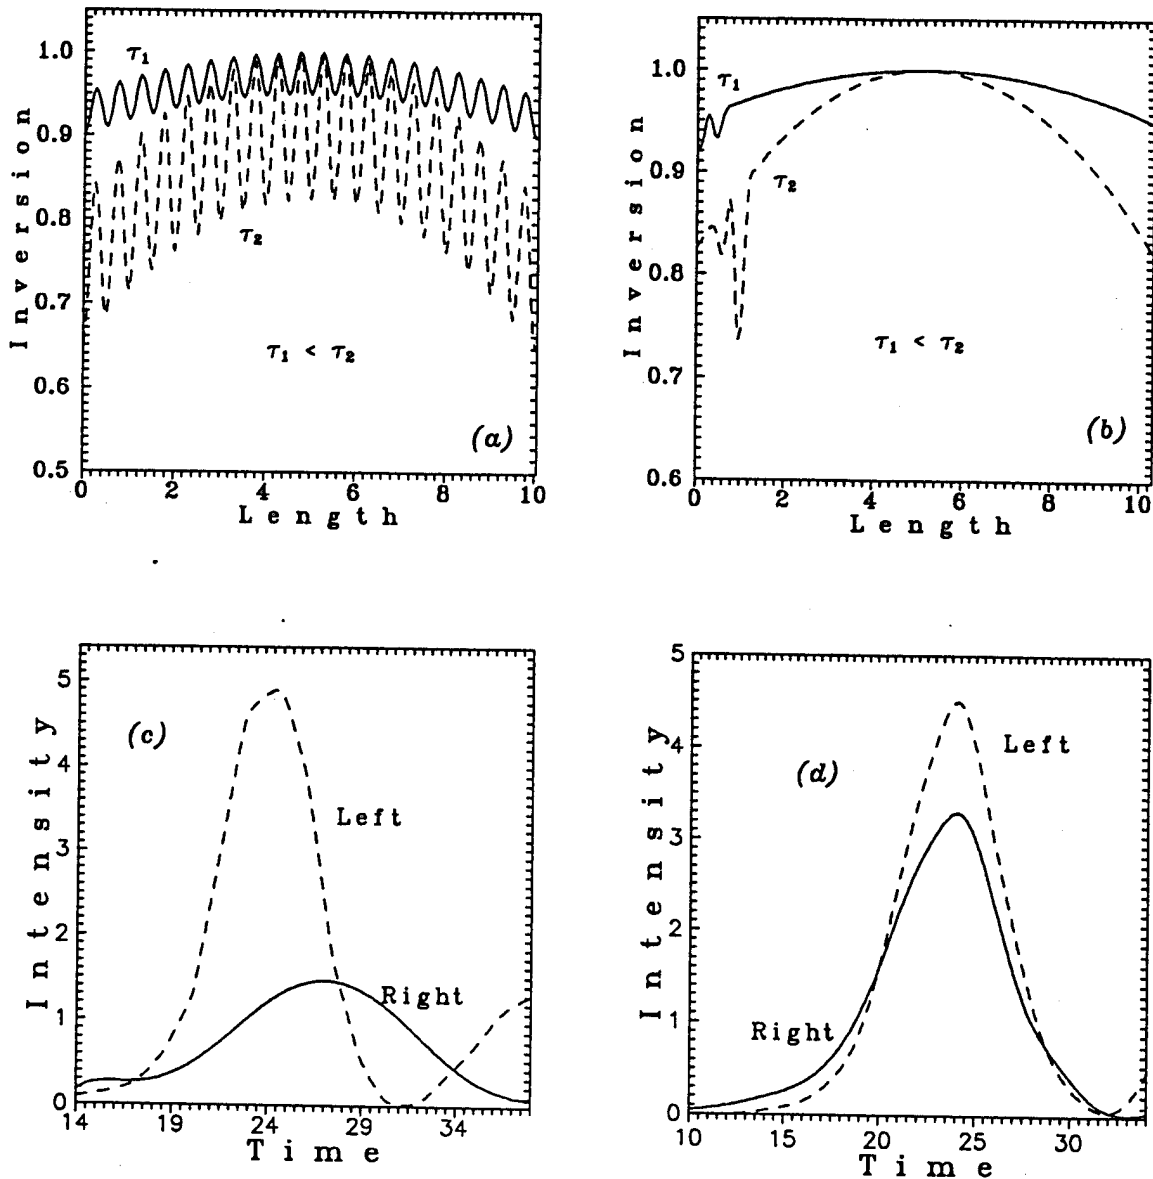 1.0
0.9
0.8
0.7
0.6
0.5
0 2 4 6 8 10
Inversion
Length
τ₁
τ₂
τ₁ < τ₂
(a)
1.0
0.9
0.8
0.7
0.6
0 2 4 6 8 10
Inversion
Length
τ₁
τ₂
τ₁ < τ₂
(b)
5
4
3
2
1
0
14 19 24 29 34
Intensity
Time
(c)
Left
Right
5
4
3
2
1
0
10 15 20 25 30
Intensity
Time
(d)
Left
Right